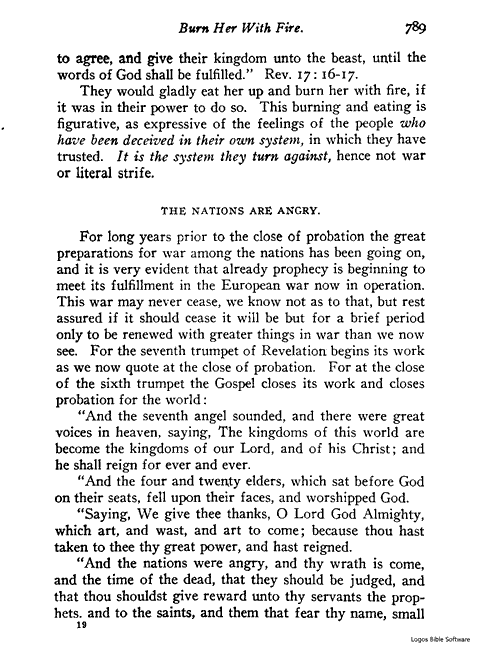 Burn Her With Fire. 789
to agree, and give their kingdom unto the beast, until the
words of God shall be fulfilled." Rev. 17: 16-17.
They would gladly eat her up and burn her with fire, if
it was in their power to do so. This burning and eating is
figurative, as expressive of the feelings of the people who
have been deceived in their own system, in which they have
trusted. It is the system they turn against, hence not war
or literal strife.
THE NATIONS ARE ANGRY.
For long years prior to the close of probation the great
preparations for war among the nations has been going on,
and it is very evident that already prophecy is beginning to
meet its fulfillment in the European war now in operation.
This war may never cease, we know not as to that, but rest
assured if it should cease it will be but for a brief period
only to be renewed with greater things in war than we now
see. For the seventh trumpet of Revelation begins its work
as we now quote at the close of probation. For at the close
of the sixth trumpet the Gospel closes its work and closes
probation for the world:
"And the seventh angel sounded, and there were great
voices in heaven, saying, The kingdoms of this world are
become the kingdoms of our Lord, and of his Christ; and
he shall reign for ever and ever.
"And the four and twenty elders, which sat before God
on their seats, fell upon their faces, and worshipped God.
"Saying, We give thee thanks, O Lord God Almighty,
which art, and wast, and art to come; because thou hast
taken to thee thy great power, and hast reigned.
"And the nations were angry, and thy wrath is come,
and the time of the dead, that they should be judged, and
that thou shouldst give reward unto thy servants the prop-
hets. and to the saints, and them that fear thy name, small
19
Logos Bible Software